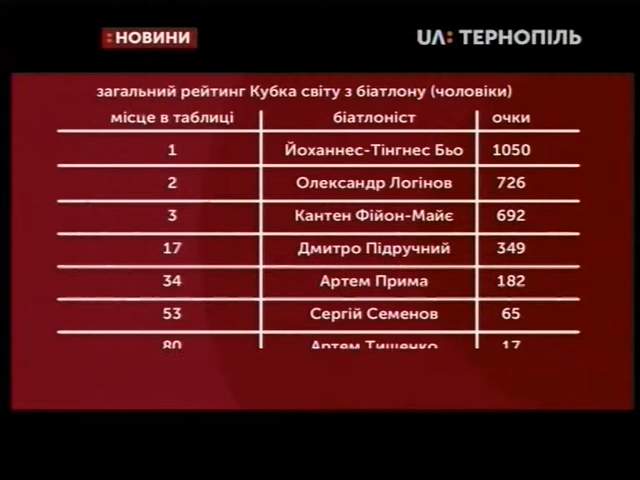 :НОВИНИ
UA: ТЕРНОПІЛЬ
загальний рейтинг Кубка світу з біатлону (чоловіки)
місце в таблиці біатлоніст очки
1 Йоханнес-Тінгнес Бьо 1050
2 Олександр Логінов 726
3 Кантен Фійон-Майє 692
17 Дмитро Підручний 349
34 Артем Прима 182
53 Сергій Семенов 65
80 Артем Тищенко 17